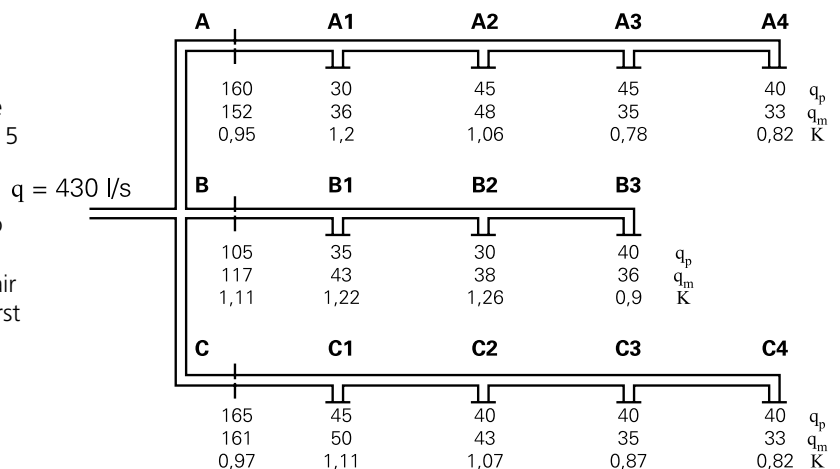 A A1 A2 A3 A4
160 30 45 45 40 qp
152 36 48 35 33 qm
0,95 1,2 1,06 0,78 0,82 K
5
q = 430 l/s
B B1 B2 B3
105 35 30 40 qp
117 43 38 36 qm
1,11 1,22 1,26 0,9 K
air
rst
C C1 C2 C3 C4
165 45 40 40 40 qp
161 50 43 35 33 qm
0,97 1,11 1,07 0,87 0,82 K